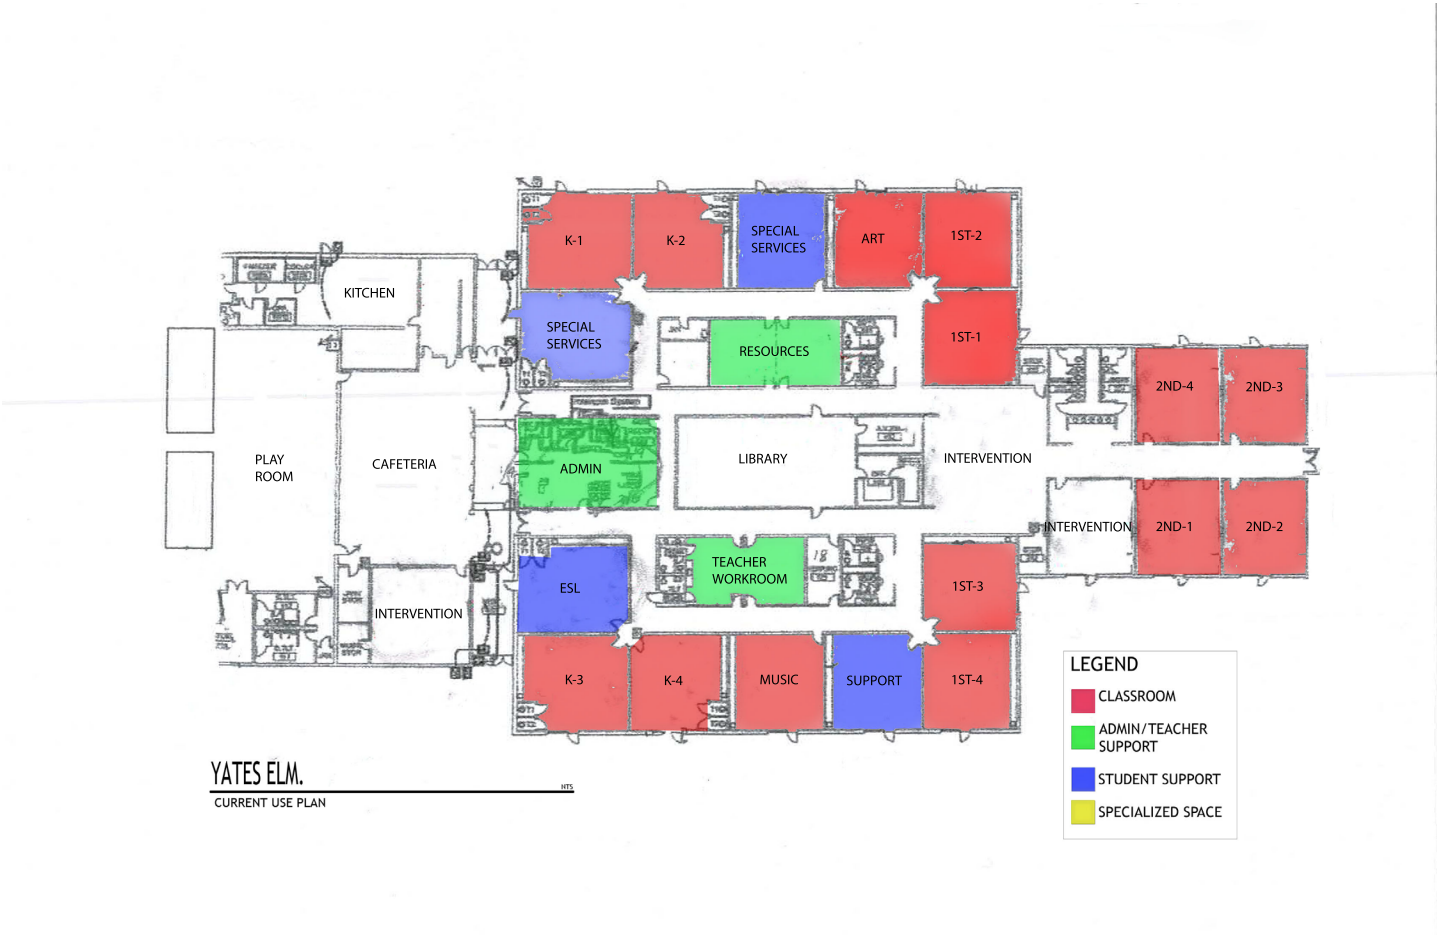 K-1
K-2
SPECIAL
SERVICES
ART
1ST-2
KITCHEN
SPECIAL
SERVICES
RESOURCES
1ST-1
2ND-4
2ND-3
PLAY
ROOM
CAFETERIA
ADMIN
LIBRARY
INTERVENTION
INTERVENTION
2ND-1
2ND-2
ESL
TEACHER
WORKROOM
18
1ST-3
INTERVENTION
K-3
K-4
MUSIC
SUPPORT
1ST-4
LEGEND
CLASSROOM
ADMIN/TEACHER
SUPPORT
STUDENT SUPPORT
SPECIALIZED SPACE
YATES ELM.
NTS
CURRENT USE PLAN